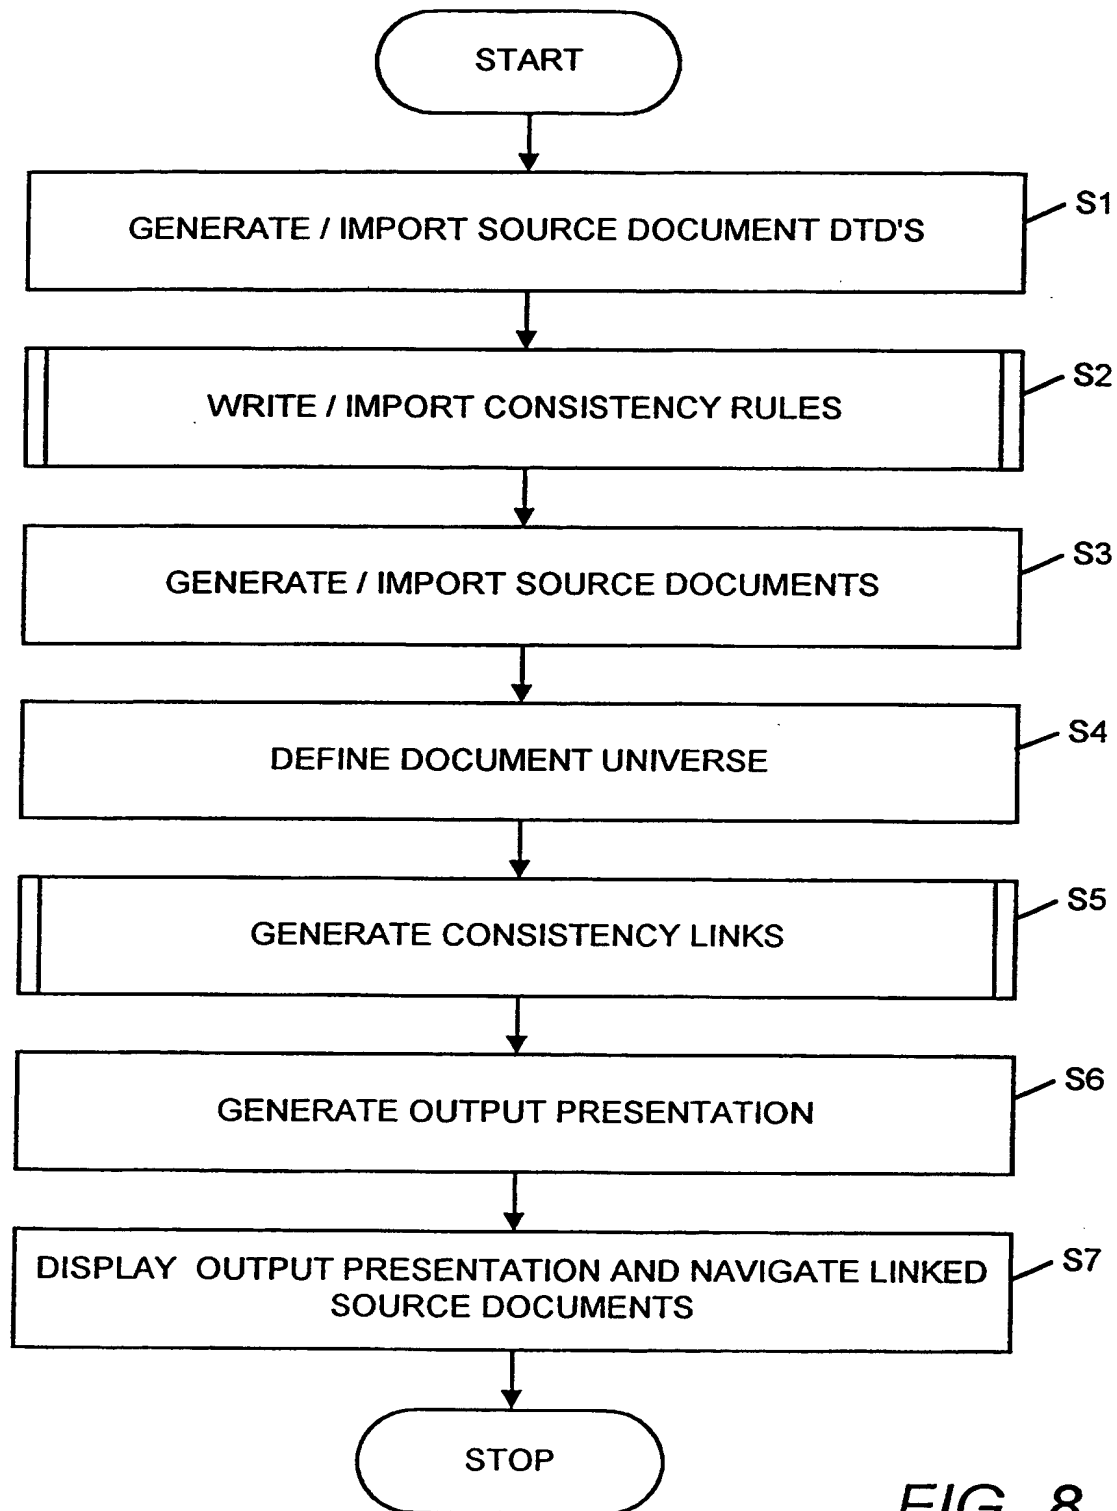 START
GENERATE / IMPORT SOURCE DOCUMENT DTD'S
S1
WRITE / IMPORT CONSISTENCY RULES
S2
GENERATE / IMPORT SOURCE DOCUMENTS
S3
DEFINE DOCUMENT UNIVERSE
S4
GENERATE CONSISTENCY LINKS
S5
GENERATE OUTPUT PRESENTATION
S6
DISPLAY OUTPUT PRESENTATION AND NAVIGATE LINKED
SOURCE DOCUMENTS
S7
STOP
FIG. 8